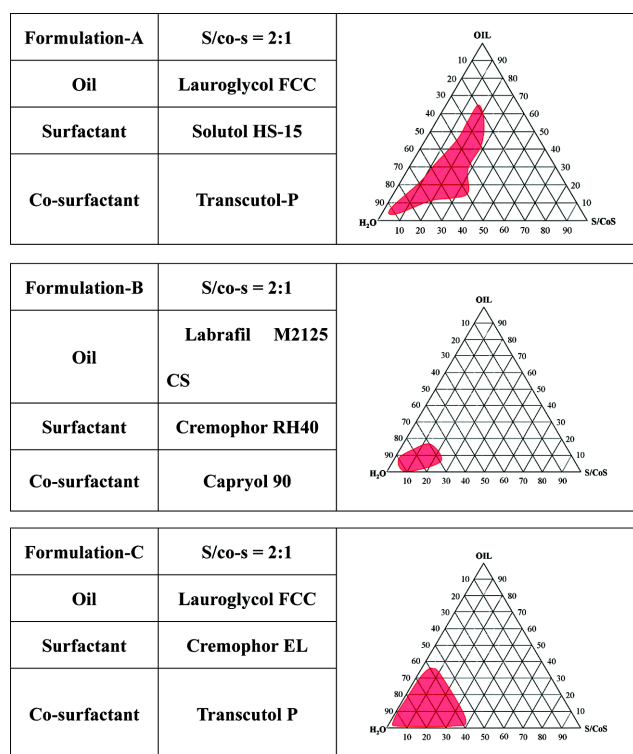 Formulation-A S/co-s = 2:1
Oil Lauroglycol FCC
Surfactant Solutol HS-15
Co-surfactant Transcutol-P
OIL
10 90
20 80
30 70
40 60
50 50
60 40
70 30
80 20
90 10
H2O S/CoS
10 20 30 40 50 60 70 80 90
Formulation-B S/co-s = 2:1
Oil Labrafil M2125
CS
Surfactant Cremophor RH40
Co-surfactant Capryol 90
OIL
10 90
20 80
30 70
40 60
50 50
60 40
70 30
80 20
90 10
H2O S/CoS
10 20 30 40 50 60 70 80 90
Formulation-C S/co-s = 2:1
Oil Lauroglycol FCC
Surfactant Cremophor EL
Co-surfactant Transcutol P
OIL
10 90
20 80
30 70
40 60
50 50
60 40
70 30
80 20
90 10
H2O S/CoS
10 20 30 40 50 60 70 80 90